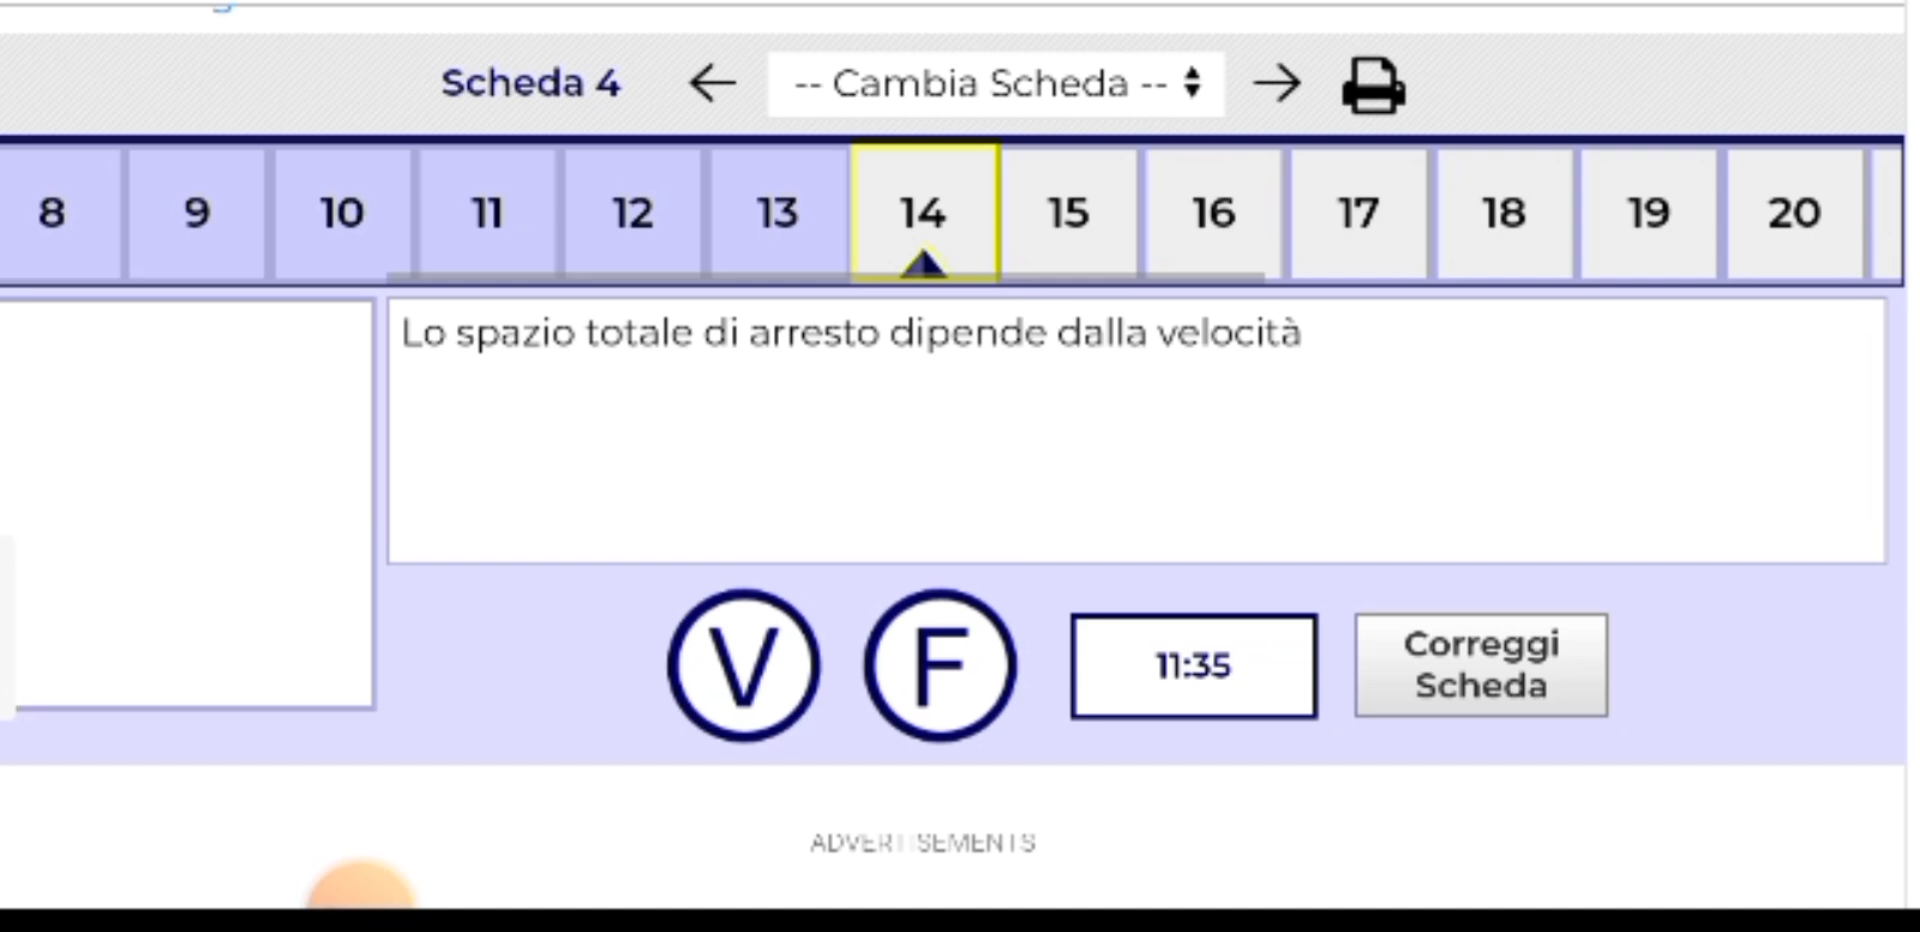 Scheda 4 -- Cambia Scheda --
8 9 10 11 12 13 14 15 16 17 18 19 20
Lo spazio totale di arresto dipende dalla velocità
V F 11:35 Correggi
Scheda
ADVERTISEMENTS